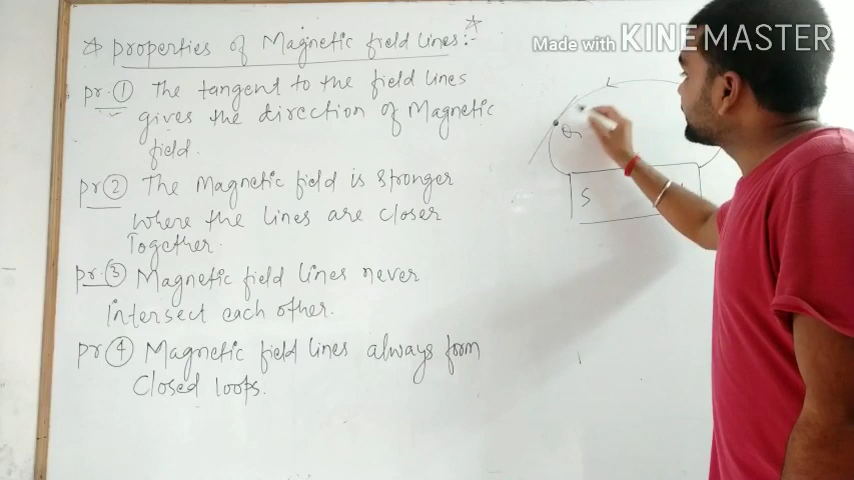 ☆ properties of Magnetic field Lines:-☆
pr.① The tangent to the field lines
gives the direction of Magnetic
field.
pr② The Magnetic field is stronger
where the lines are closer
Together.
pr.③ Magnetic field lines never
intersect each other.
pr④ Magnetic field lines always form
Closed loops.
S
Made with KINEMASTER